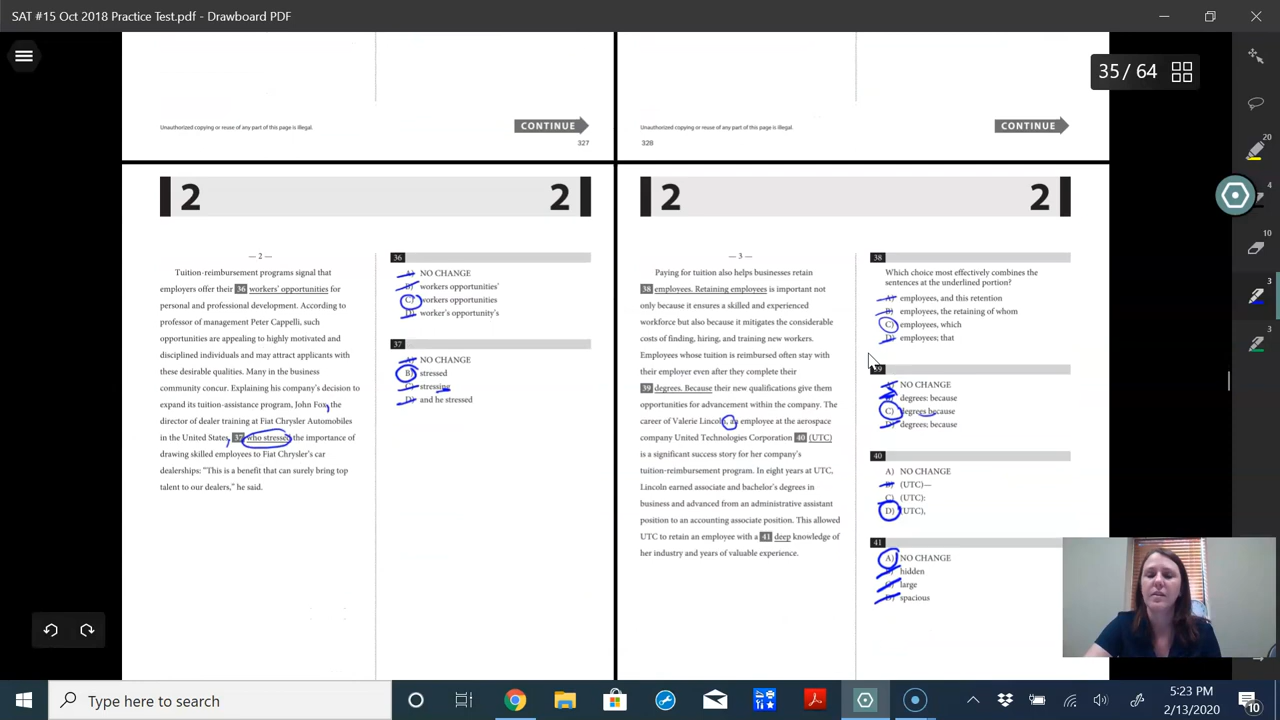 SAT #15 Oct 2018 Practice Test.pdf - Drawboard PDF
35 / 64
Unauthorized copying or reuse of any part of this page is illegal.
CONTINUE
327
Unauthorized copying or reuse of any part of this page is illegal.
CONTINUE
328
2
2
— 2 —
Tuition-reimbursement programs signal that
employers offer their 36 workers' opportunities for
personal and professional development. According to
professor of management Peter Cappelli, such
opportunities are appealing to highly motivated and
disciplined individuals and may attract applicants with
these desirable qualities. Many in the business
community concur. Explaining his company's decision to
expand its tuition-assistance program, John Fox, the
director of dealer training at Fiat Chrysler Automobiles
in the United States, 37 who stressed the importance of
drawing skilled employees to Fiat Chrysler's car
dealerships: "This is a benefit that can surely bring top
talent to our dealers," he said.
36
A) NO CHANGE
B) workers opportunities'
C) workers opportunities
D) worker's opportunity's
37
A) NO CHANGE
B) stressed
C) stressing
D) and he stressed
2
2
— 3 —
Paying for tuition also helps businesses retain
38 employees. Retaining employees is important not
only because it ensures a skilled and experienced
workforce but also because it mitigates the considerable
costs of finding, hiring, and training new workers.
Employees whose tuition is reimbursed often stay with
their employer even after they complete their
39 degrees. Because their new qualifications give them
opportunities for advancement within the company. The
career of Valerie Lincoln, an employee at the aerospace
company United Technologies Corporation 40 (UTC)
is a significant success story for her company's
tuition-reimbursement program. In eight years at UTC,
Lincoln earned associate and bachelor's degrees in
business and advanced from an administrative assistant
position to an accounting associate position. This allowed
UTC to retain an employee with a 41 deep knowledge of
her industry and years of valuable experience.
38
Which choice most effectively combines the
sentences at the underlined portion?
A) employees, and this retention
B) employees, the retaining of whom
C) employees, which
D) employees; that
39
A) NO CHANGE
B) degrees: because
C) degrees because
D) degrees; because
40
A) NO CHANGE
B) (UTC)—
C) (UTC):
D) (UTC),
41
A) NO CHANGE
B) hidden
C) large
D) spacious
10
3
Type here to search
5:23 PM
2/13/2020
10